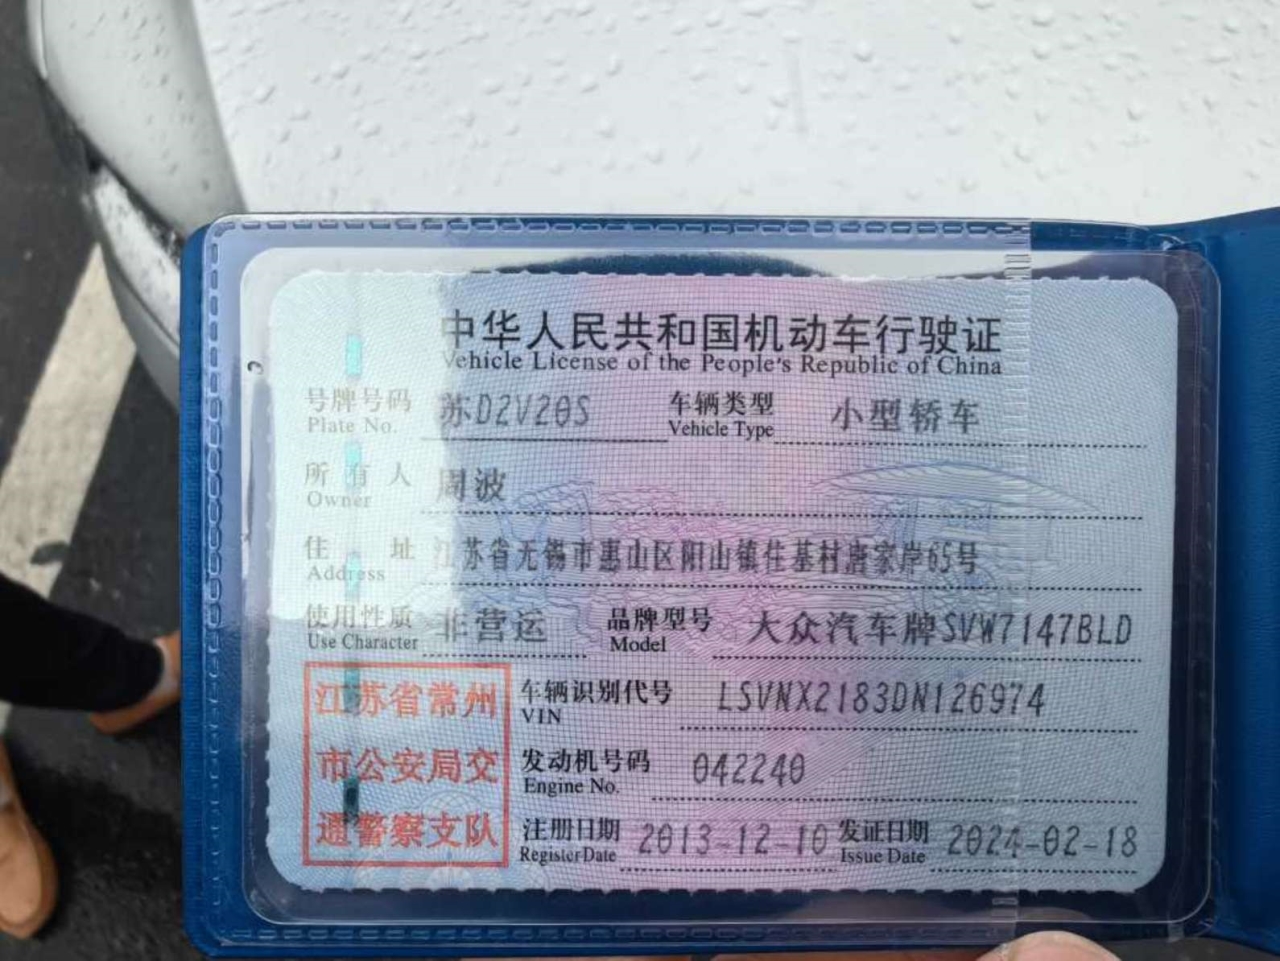 中华人民共和国机动车行驶证
Vehicle License of the People's Republic of China
号牌号码 苏D2V20S 车辆类型 小型轿车
Plate No. Vehicle Type
所有人 周波
Owner
住址 江苏省无锡市惠山区阳山镇住基村唐家岸65号
Address
使用性质 非营运 品牌型号 大众汽车牌SVW7147BLD
Use Character Model
江苏省常州 车辆识别代号 LSVNX2183DN126974
VIN
市公安局交 发动机号码 042240
Engine No.
通警察支队 注册日期 2013-12-10 发证日期 2024-02-18
Register Date Issue Date